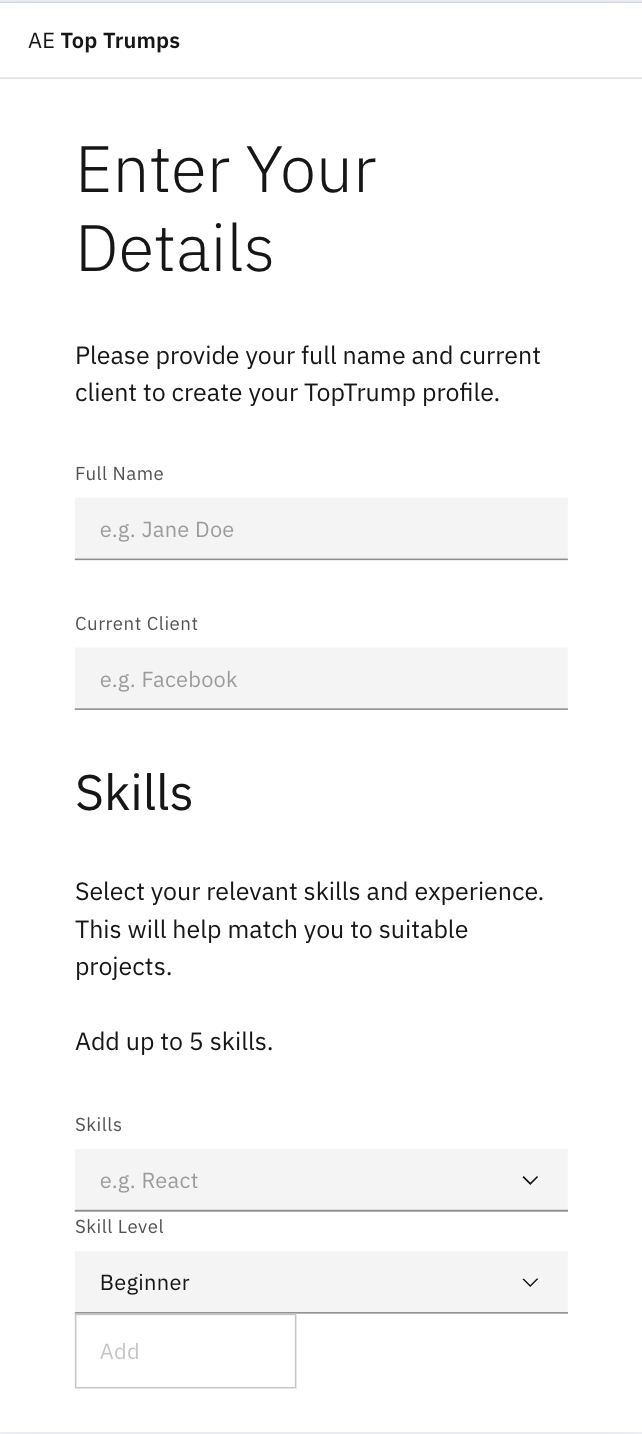 AE Top Trumps
Enter Your
Details
Please provide your full name and current
client to create your TopTrump profile.
Full Name
e.g. Jane Doe
Current Client
e.g. Facebook
Skills
Select your relevant skills and experience.
This will help match you to suitable
projects.
Add up to 5 skills.
Skills
e.g. React
Skill Level
Beginner
Add